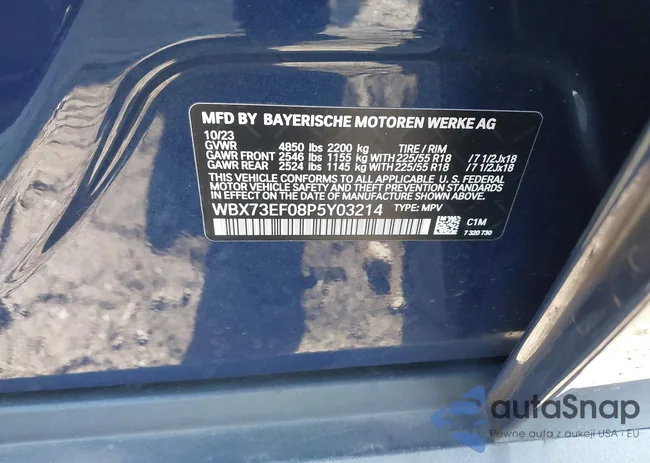 MFD BY BAYERISCHE MOTOREN WERKE AG
10/23
GVWR 4850 lbs 2200 kg TIRE / RIM
GAWR FRONT 2546 lbs 1155 kg WITH 225/55 R18 /7 1/2Jx18
GAWR REAR 2524 lbs 1145 kg WITH 225/55 R18 /7 1/2Jx18
THIS VEHICLE CONFORMS TO ALL APPLICABLE U. S. FEDERAL
MOTOR VEHICLE SAFETY, AND THEFT PREVENTION
STANDARDS IN EFFECT ON THE DATE OF MANUFACTURE SHOWN ABOVE.
WBX73EF08P5Y03214 TYPE: MPV
C1M
7 320 730
autaSnap
Pewne auta z aukcji USA i EU